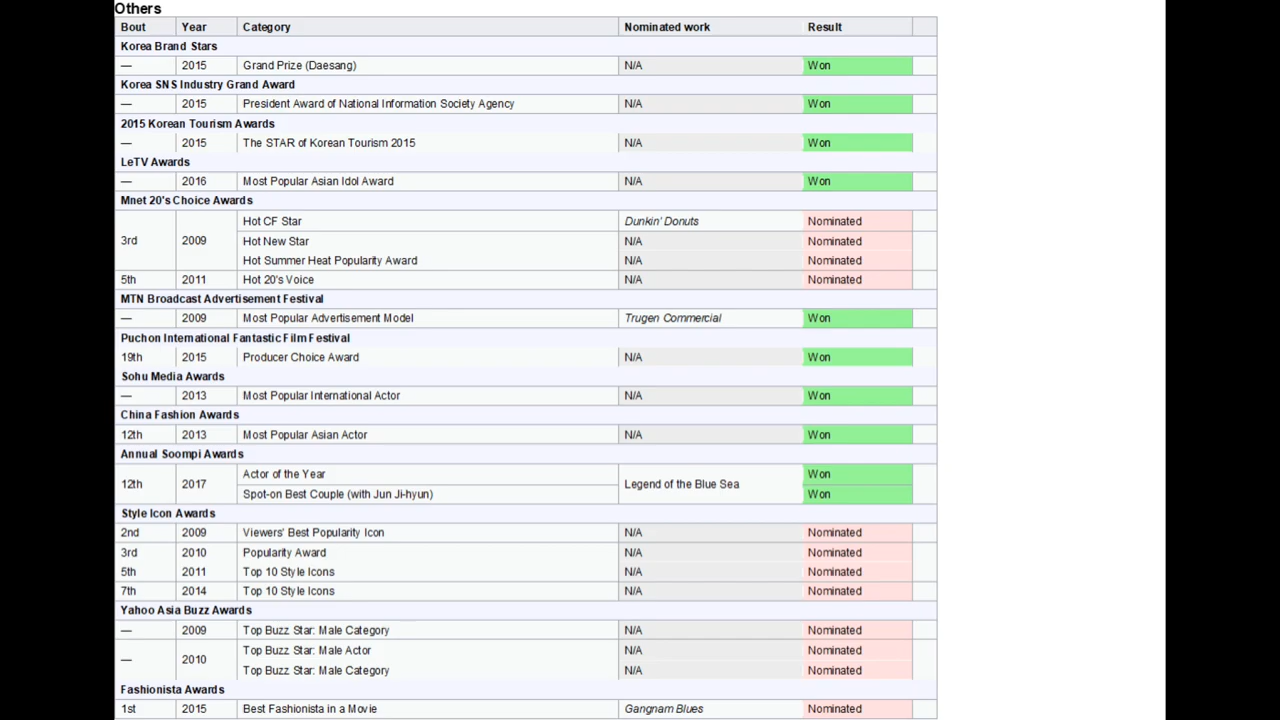 Others
Bout Year Category Nominated work Result
Korea Brand Stars
— 2015 Grand Prize (Daesang) N/A Won
Korea SNS Industry Grand Award
— 2015 President Award of National Information Society Agency N/A Won
2015 Korean Tourism Awards
— 2015 The STAR of Korean Tourism 2015 N/A Won
LeTV Awards
— 2016 Most Popular Asian Idol Award N/A Won
Mnet 20's Choice Awards
Hot CF Star Dunkin' Donuts Nominated
3rd 2009 Hot New Star N/A Nominated
Hot Summer Heat Popularity Award N/A Nominated
5th 2011 Hot 20's Voice N/A Nominated
MTN Broadcast Advertisement Festival
— 2009 Most Popular Advertisement Model Trugen Commercial Won
Puchon International Fantastic Film Festival
19th 2015 Producer Choice Award N/A Won
Sohu Media Awards
— 2013 Most Popular International Actor N/A Won
China Fashion Awards
12th 2013 Most Popular Asian Actor N/A Won
Annual Soompi Awards
Actor of the Year Won
12th 2017 Legend of the Blue Sea
Spot-on Best Couple (with Jun Ji-hyun) Won
Style Icon Awards
2nd 2009 Viewers' Best Popularity Icon N/A Nominated
3rd 2010 Popularity Award N/A Nominated
5th 2011 Top 10 Style Icons N/A Nominated
7th 2014 Top 10 Style Icons N/A Nominated
Yahoo Asia Buzz Awards
— 2009 Top Buzz Star: Male Category N/A Nominated
Top Buzz Star: Male Actor N/A Nominated
— 2010
Top Buzz Star: Male Category N/A Nominated
Fashionista Awards
1st 2015 Best Fashionista in a Movie Gangnam Blues Nominated